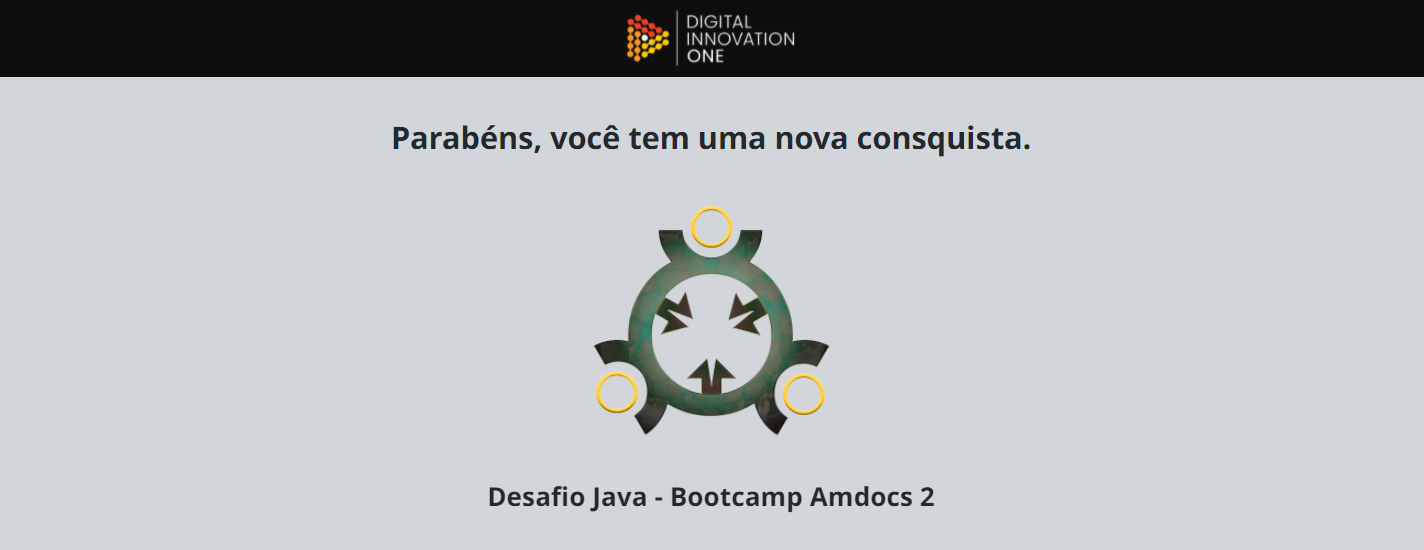 DIGITAL
INNOVATION
ONE
Parabéns, você tem uma nova consquista.
Desafio Java - Bootcamp Amdocs 2